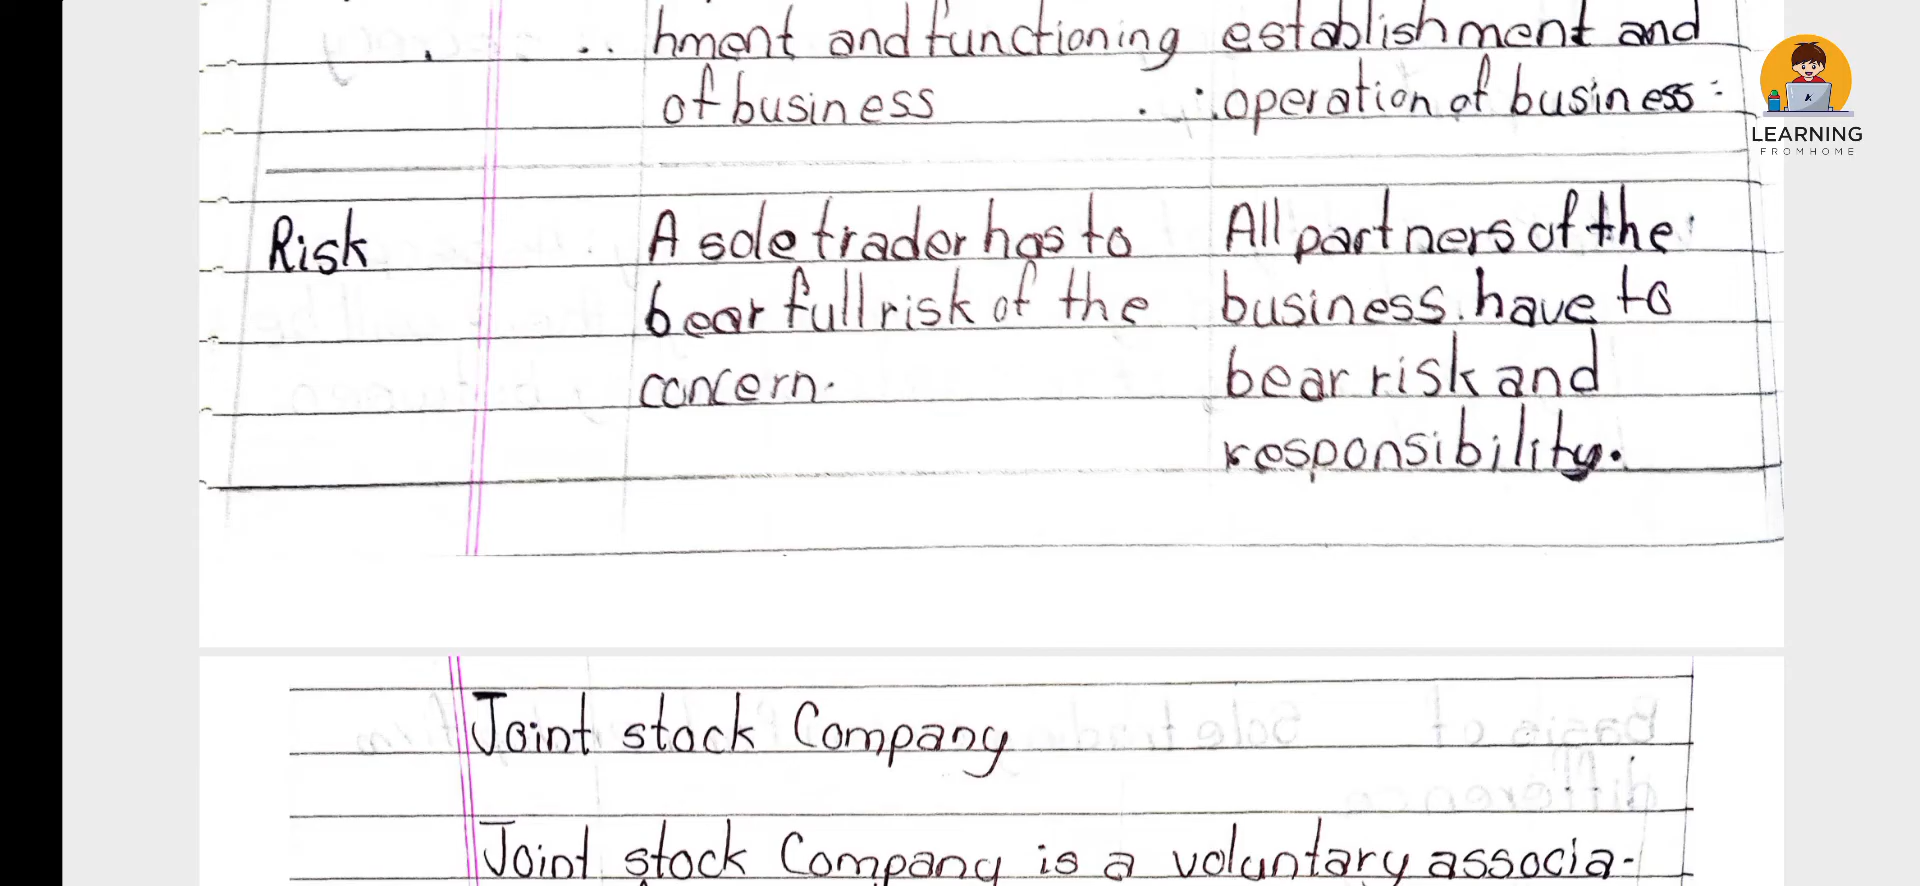 hment and functioning establishment and
of business operation of business
LEARNING
FROMHOME
Risk A sole trader has to All partners of the
bear full risk of the business have to
concern. bear risk and
responsibility.
Joint stock Company
Joint stock Company is a voluntary associa-